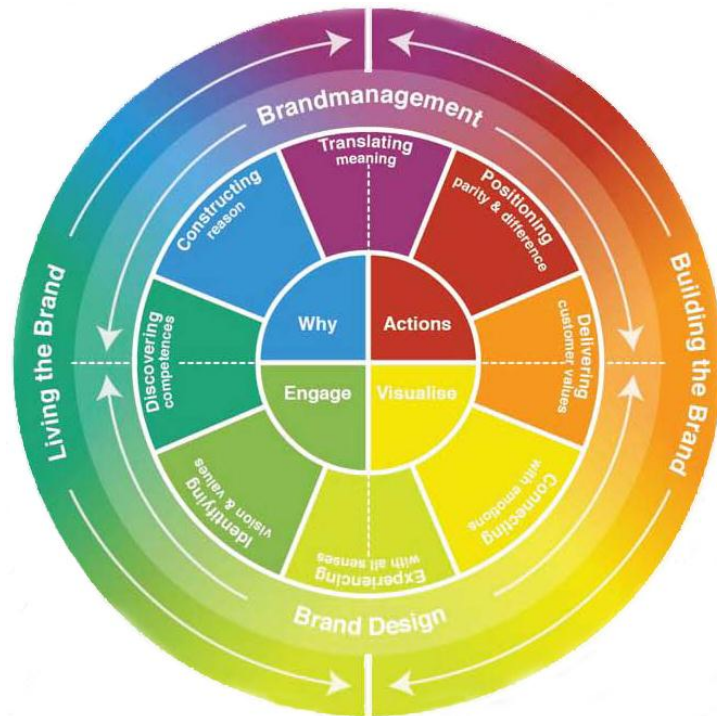 Brandmanagement
Translating
meaning
Positioning
parity & difference
Delivering
customer values
Connecting
with emotions
Experiencing
with all senses
Identifying
vision & values
Discovering
competences
Constructing
reason
Why
Actions
Engage
Visualise
Living the Brand
Building the Brand
Brand Design